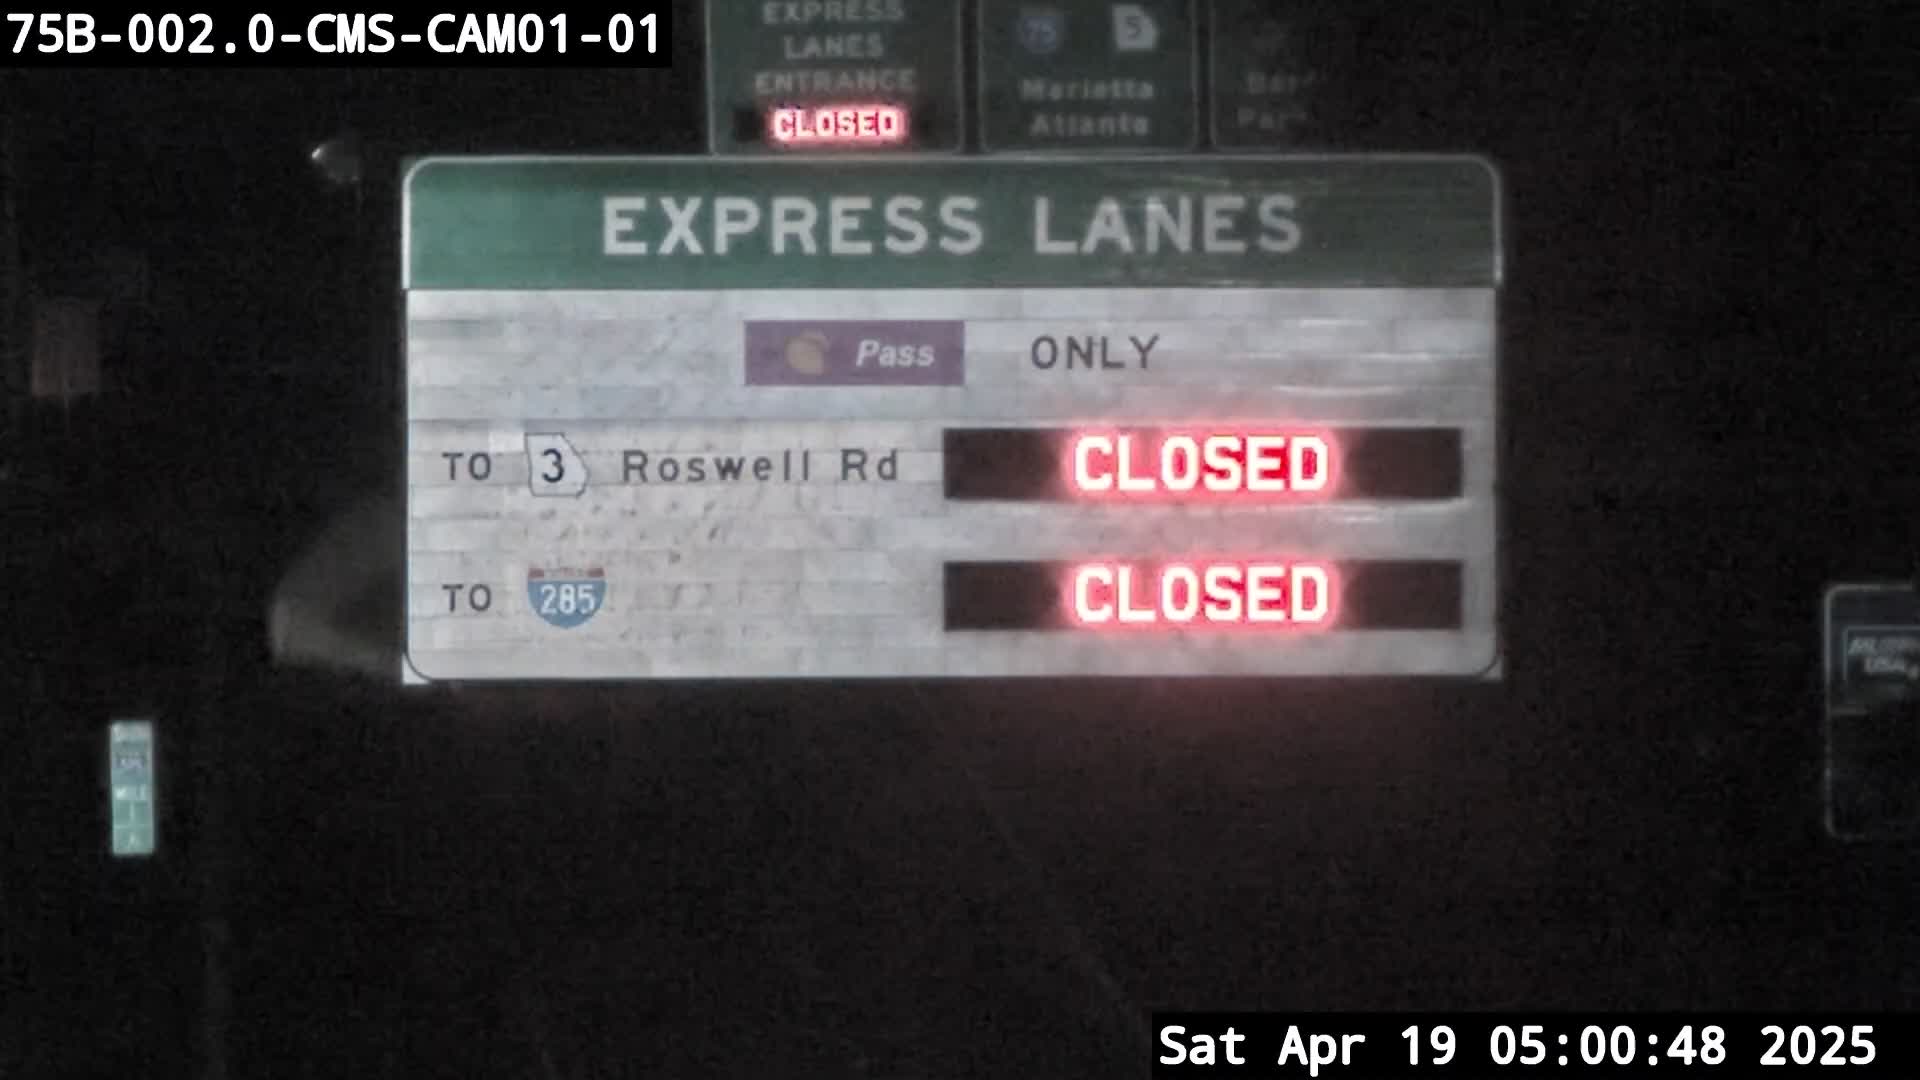 75B-002.0-CMS-CAM01-01
EXPRESS
LANES
ENTRANCE
CLOSED
75 5
Marietta
Atlanta
EXPRESS LANES
Pass ONLY
TO 3 Roswell Rd CLOSED
TO 285 CLOSED
MILE
Sat Apr 19 05:00:48 2025